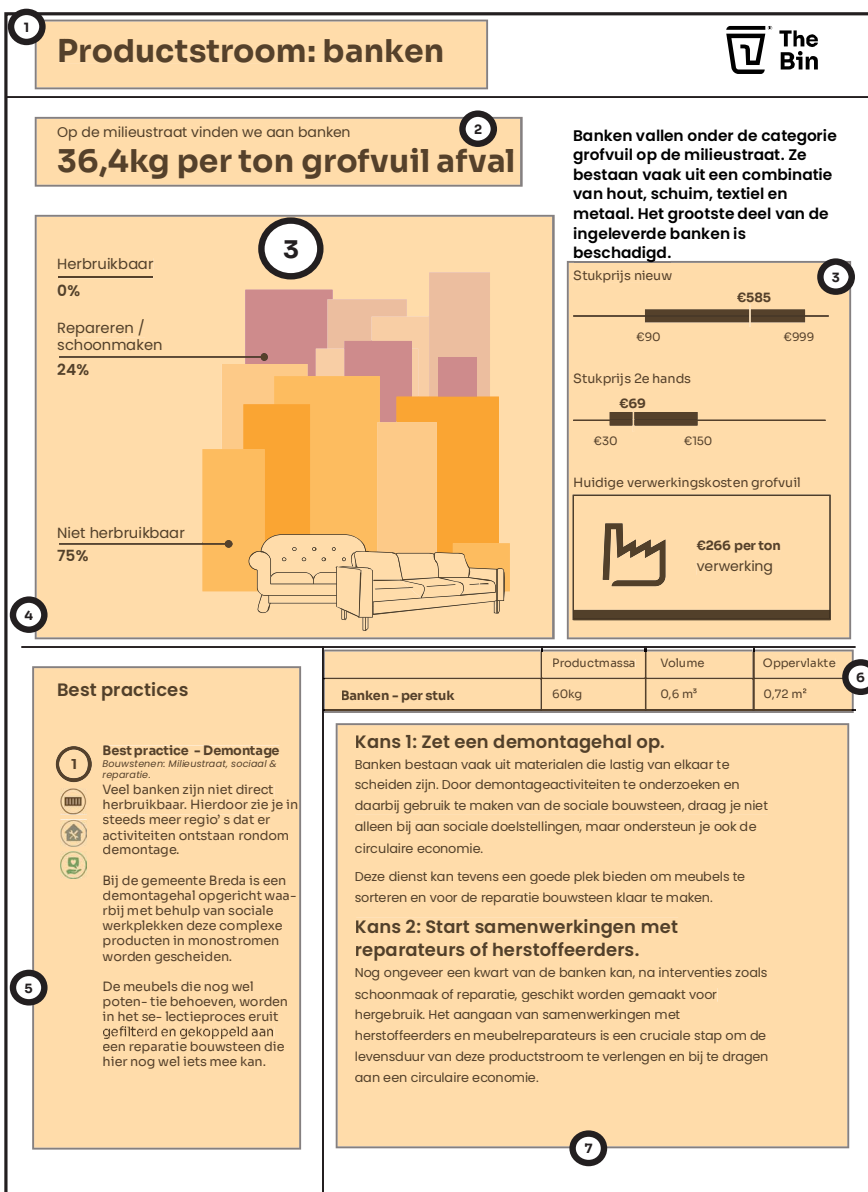 1
Productstroom: banken
The
Bin
Op de milieustraat vinden we aan banken
2
36,4kg per ton grofvuil afval
Banken vallen onder de categorie
grofvuil op de milieustraat. Ze
bestaan vaak uit een combinatie
van hout, schuim, textiel en
metaal. Het grootste deel van de
ingeleverde banken is
beschadigd.
3
Herbruikbaar
0%
Repareren /
schoonmaken
24%
Niet herbruikbaar
75%
4
3
Stukprijs nieuw
€585
€90
€999
Stukprijs 2e hands
€69
€30
€150
Huidige verwerkingskosten grofvuil
€266 per ton
verwerking
Productmassa
Volume
Oppervlakte
6
Banken - per stuk
60kg
0,6 m³
0,72 m²
Best practices
1
Best practice - Demontage
Bouwstenen: Milieustraat, sociaal &
reparatie.
Veel banken zijn niet direct
herbruikbaar. Hierdoor zie je in
steeds meer regio' s dat er
activiteiten ontstaan rondom
demontage.
Bij de gemeente Breda is een
demontagehal opgericht waa-
rbij met behulp van sociale
werkplekken deze complexe
producten in monostromen
worden gescheiden.
5
De meubels die nog wel
poten- tie behoeven, worden
in het se- lectieproces eruit
gefilterd en gekoppeld aan
een reparatie bouwsteen die
hier nog wel iets mee kan.
Kans 1: Zet een demontagehal op.
Banken bestaan vaak uit materialen die lastig van elkaar te
scheiden zijn. Door demontageactiviteiten te onderzoeken en
daarbij gebruik te maken van de sociale bouwsteen, draag je niet
alleen bij aan sociale doelstellingen, maar ondersteun je ook de
circulaire economie.
Deze dienst kan tevens een goede plek bieden om meubels te
sorteren en voor de reparatie bouwsteen klaar te maken.
Kans 2: Start samenwerkingen met
reparateurs of herstoffeerders.
Nog ongeveer een kwart van de banken kan, na interventies zoals
schoonmaak of reparatie, geschikt worden gemaakt voor
hergebruik. Het aangaan van samenwerkingen met
herstoffeerders en meubelreparateurs is een cruciale stap om de
levensduur van deze productstroom te verlengen en bij te dragen
aan een circulaire economie.
7